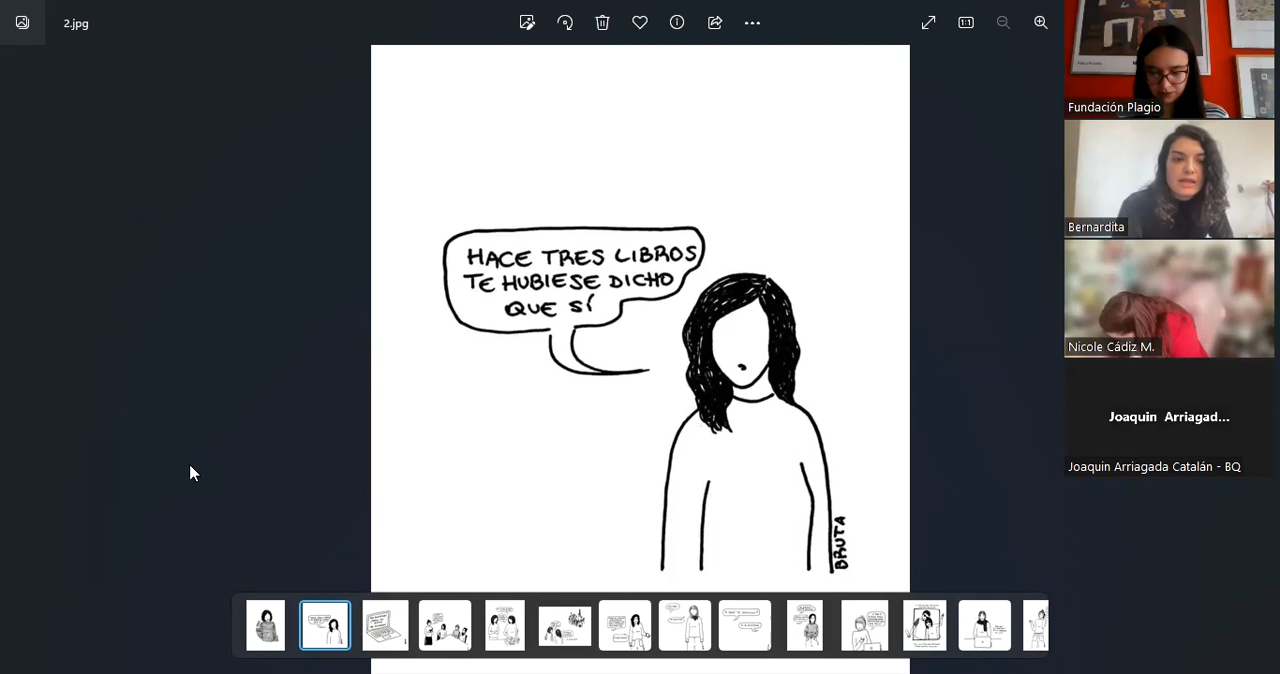 2.jpg
HACE TRES LIBROS
TE HUBIESE DICHO
QUE SÍ
BRUTA
Fundación Plagio
Bernardita
Nicole Cádiz M.
Joaquin Arriagad...
Joaquin Arriagada Catalán - BQ